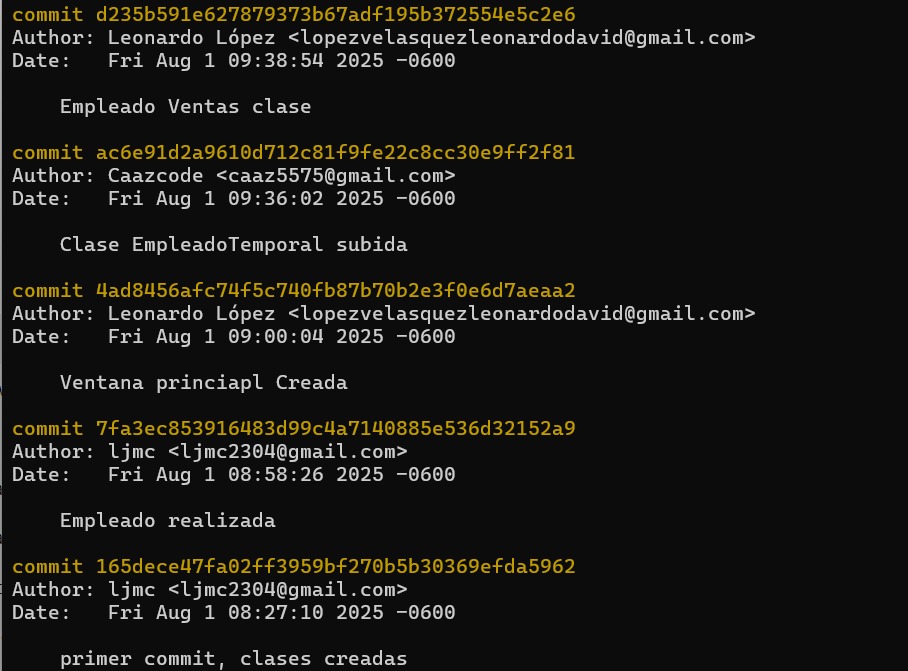 commit d235b591e627879373b67adf195b372554e5c2e6
Author: Leonardo López <lopezvelasquezleonardodavid@gmail.com>
Date:   Fri Aug 1 09:38:54 2025 -0600
Empleado Ventas clase
commit ac6e91d2a9610d712c81f9fe22c8cc30e9ff2f81
Author: Caazcode <caaz5575@gmail.com>
Date:   Fri Aug 1 09:36:02 2025 -0600
Clase EmpleadoTemporal subida
commit 4ad8456afc74f5c740fb87b70b2e3f0e6d7aeaa2
Author: Leonardo López <lopezvelasquezleonardodavid@gmail.com>
Date:   Fri Aug 1 09:00:04 2025 -0600
Ventana princiapl Creada
commit 7fa3ec853916483d99c4a7140885e536d32152a9
Author: ljmc <ljmc2304@gmail.com>
Date:   Fri Aug 1 08:58:26 2025 -0600
Empleado realizada
commit 165dece47fa02ff3959bf270b5b30369efda5962
Author: ljmc <ljmc2304@gmail.com>
Date:   Fri Aug 1 08:27:10 2025 -0600
primer commit, clases creadas